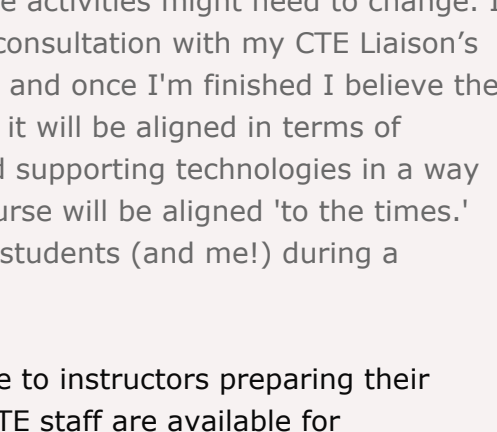 e activities might need to change. I
consultation with my CTE Liaison’s
and once I'm finished I believe the
it will be aligned in terms of
d supporting technologies in a way
urse will be aligned 'to the times.'
students (and me!) during a
e to instructors preparing their
TE staff are available for